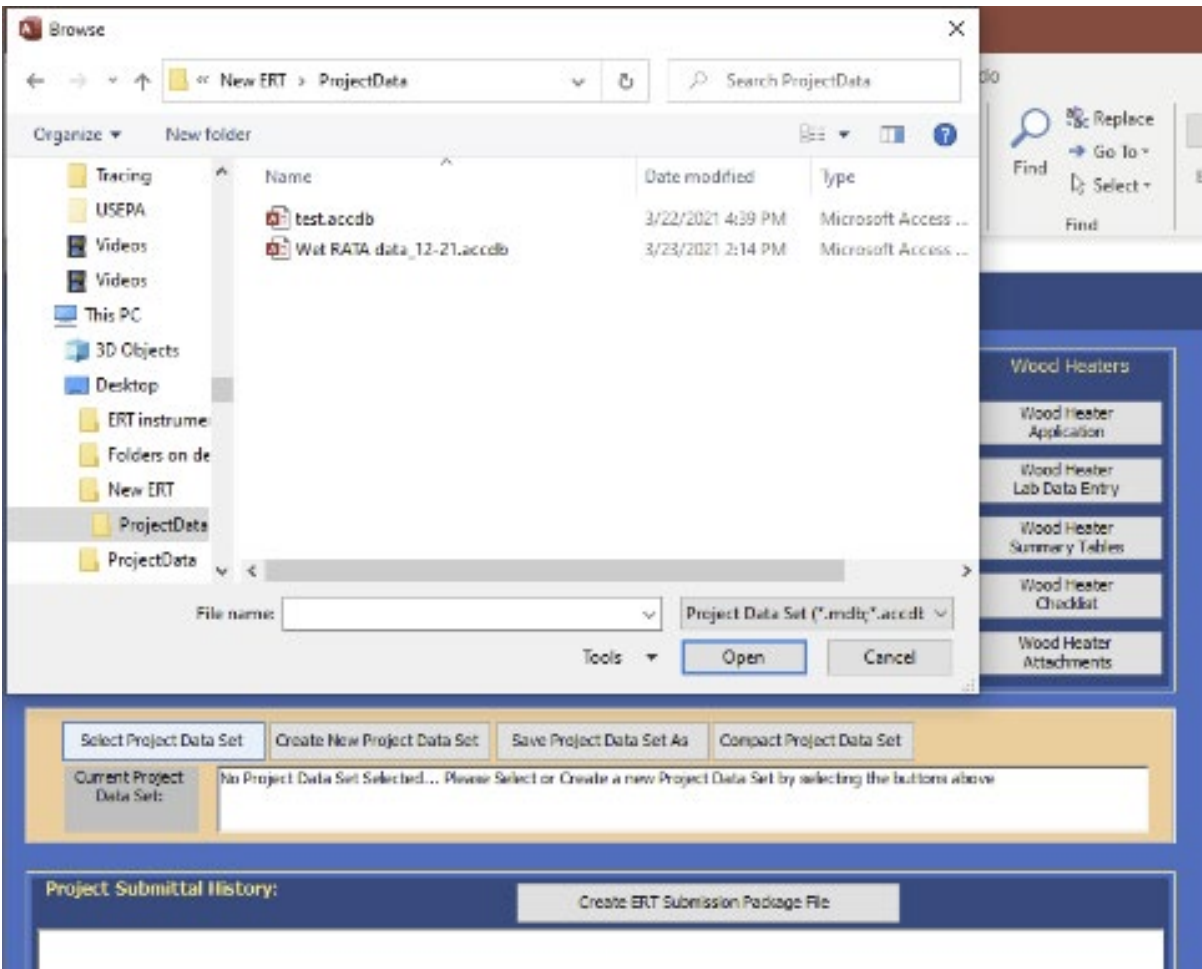 Browse
« New ERT > ProjectData
Search ProjectData
Organize
New folder
Name
Date modified
Type
test.accdb
3/22/2021 4:39 PM
Microsoft Access ...
Wet RATA data_12-21.accdb
3/23/2021 2:14 PM
Microsoft Access ...
Tracing
USEPA
Videos
Videos
This PC
3D Objects
Desktop
ERT instrume
Folders on de
New ERT
ProjectData
ProjectData
File name:
Project Data Set (*.mdb;*.accdb
Tools
Open
Cancel
Find
Replace
Go To
Select
Find
Wood Heaters
Wood Heater
Application
Wood Heater
Lab Data Entry
Wood Heater
Summary Tables
Wood Heater
Checklist
Wood Heater
Attachments
Select Project Data Set
Create New Project Data Set
Save Project Data Set As
Compact Project Data Set
Current Project
Data Set:
No Project Data Set Selected... Please Select or Create a new Project Data Set by selecting the buttons above
Project Submittal History:
Create ERT Submission Package File